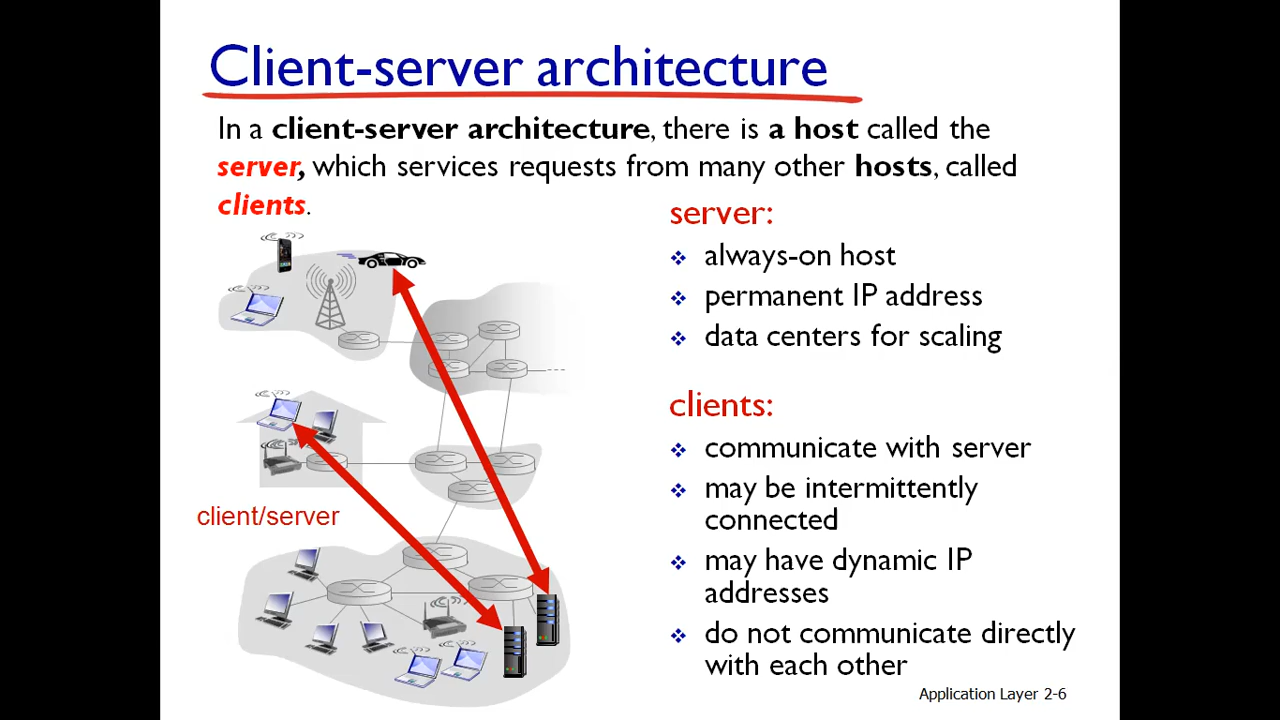 Client-server architecture
In a client-server architecture, there is a host called the
server, which services requests from many other hosts, called
clients.
server:
always-on host
permanent IP address
data centers for scaling
clients:
communicate with server
may be intermittently
connected
may have dynamic IP
addresses
do not communicate directly
with each other
client/server
Application Layer 2-6